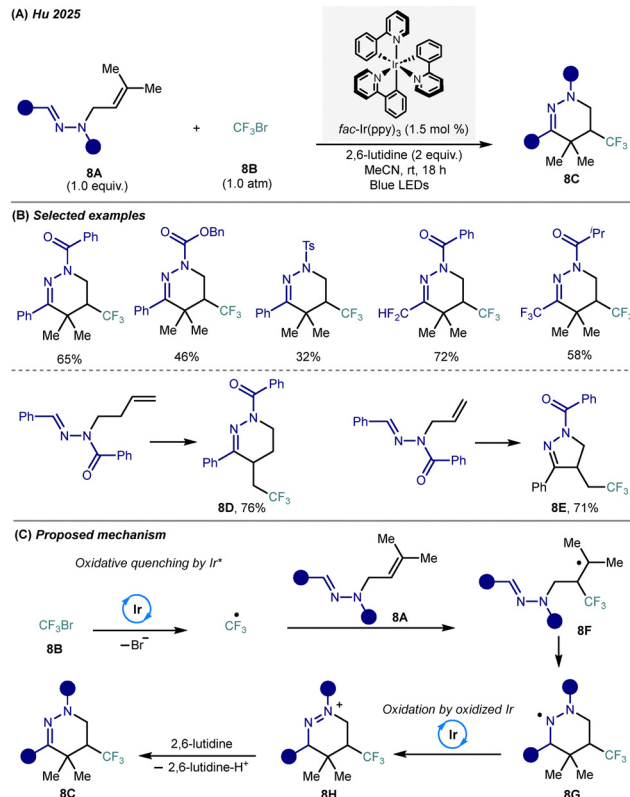 (A) Hu 2025
Me
Me
N
N
8A
(1.0 equiv.)
+
CF3Br
8B
(1.0 atm)
N
N
Ir
N
fac-Ir(ppy)3 (1.5 mol %)
2,6-lutidine (2 equiv.)
MeCN, rt, 18 h
Blue LEDs
N
N
CF3
Me Me
8C
(B) Selected examples
O Ph
N
N
Ph
CF3
Me Me
65%
O OBn
N
N
Ph
CF3
Me Me
46%
Ts
N
N
Ph
CF3
Me Me
32%
O Ph
N
N
HF2C
CF3
Me Me
72%
O iPr
N
N
F3C
CF3
Me Me
58%
Ph
N
N
O
Ph
O Ph
N
N
Ph
CF3
8D, 76%
Ph
N
N
O
Ph
O Ph
N
N
Ph
CF3
8E, 71%
(C) Proposed mechanism
Oxidative quenching by Ir*
CF3Br
8B
Ir
–Br–
•
CF3
Me
Me
N
N
8A
Me
• Me
N
N
CF3
8F
N
•N
CF3
Me Me
8G
Oxidation by oxidized Ir
Ir
N+
N
CF3
Me Me
8H
2,6-lutidine
– 2,6-lutidine-H+
N
N
CF3
Me Me
8C